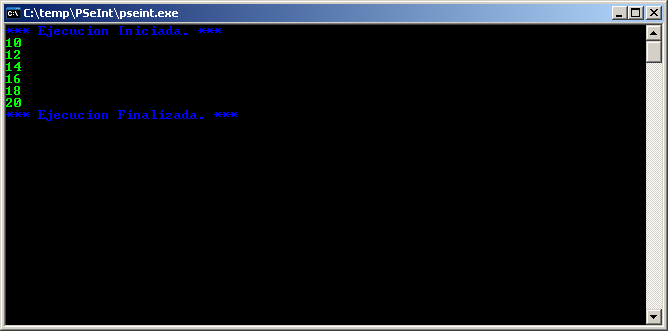 C:\temp\PSeInt\pseint.exe
*** Ejecucion Iniciada. ***
10
12
14
16
18
20
*** Ejecucion Finalizada. ***